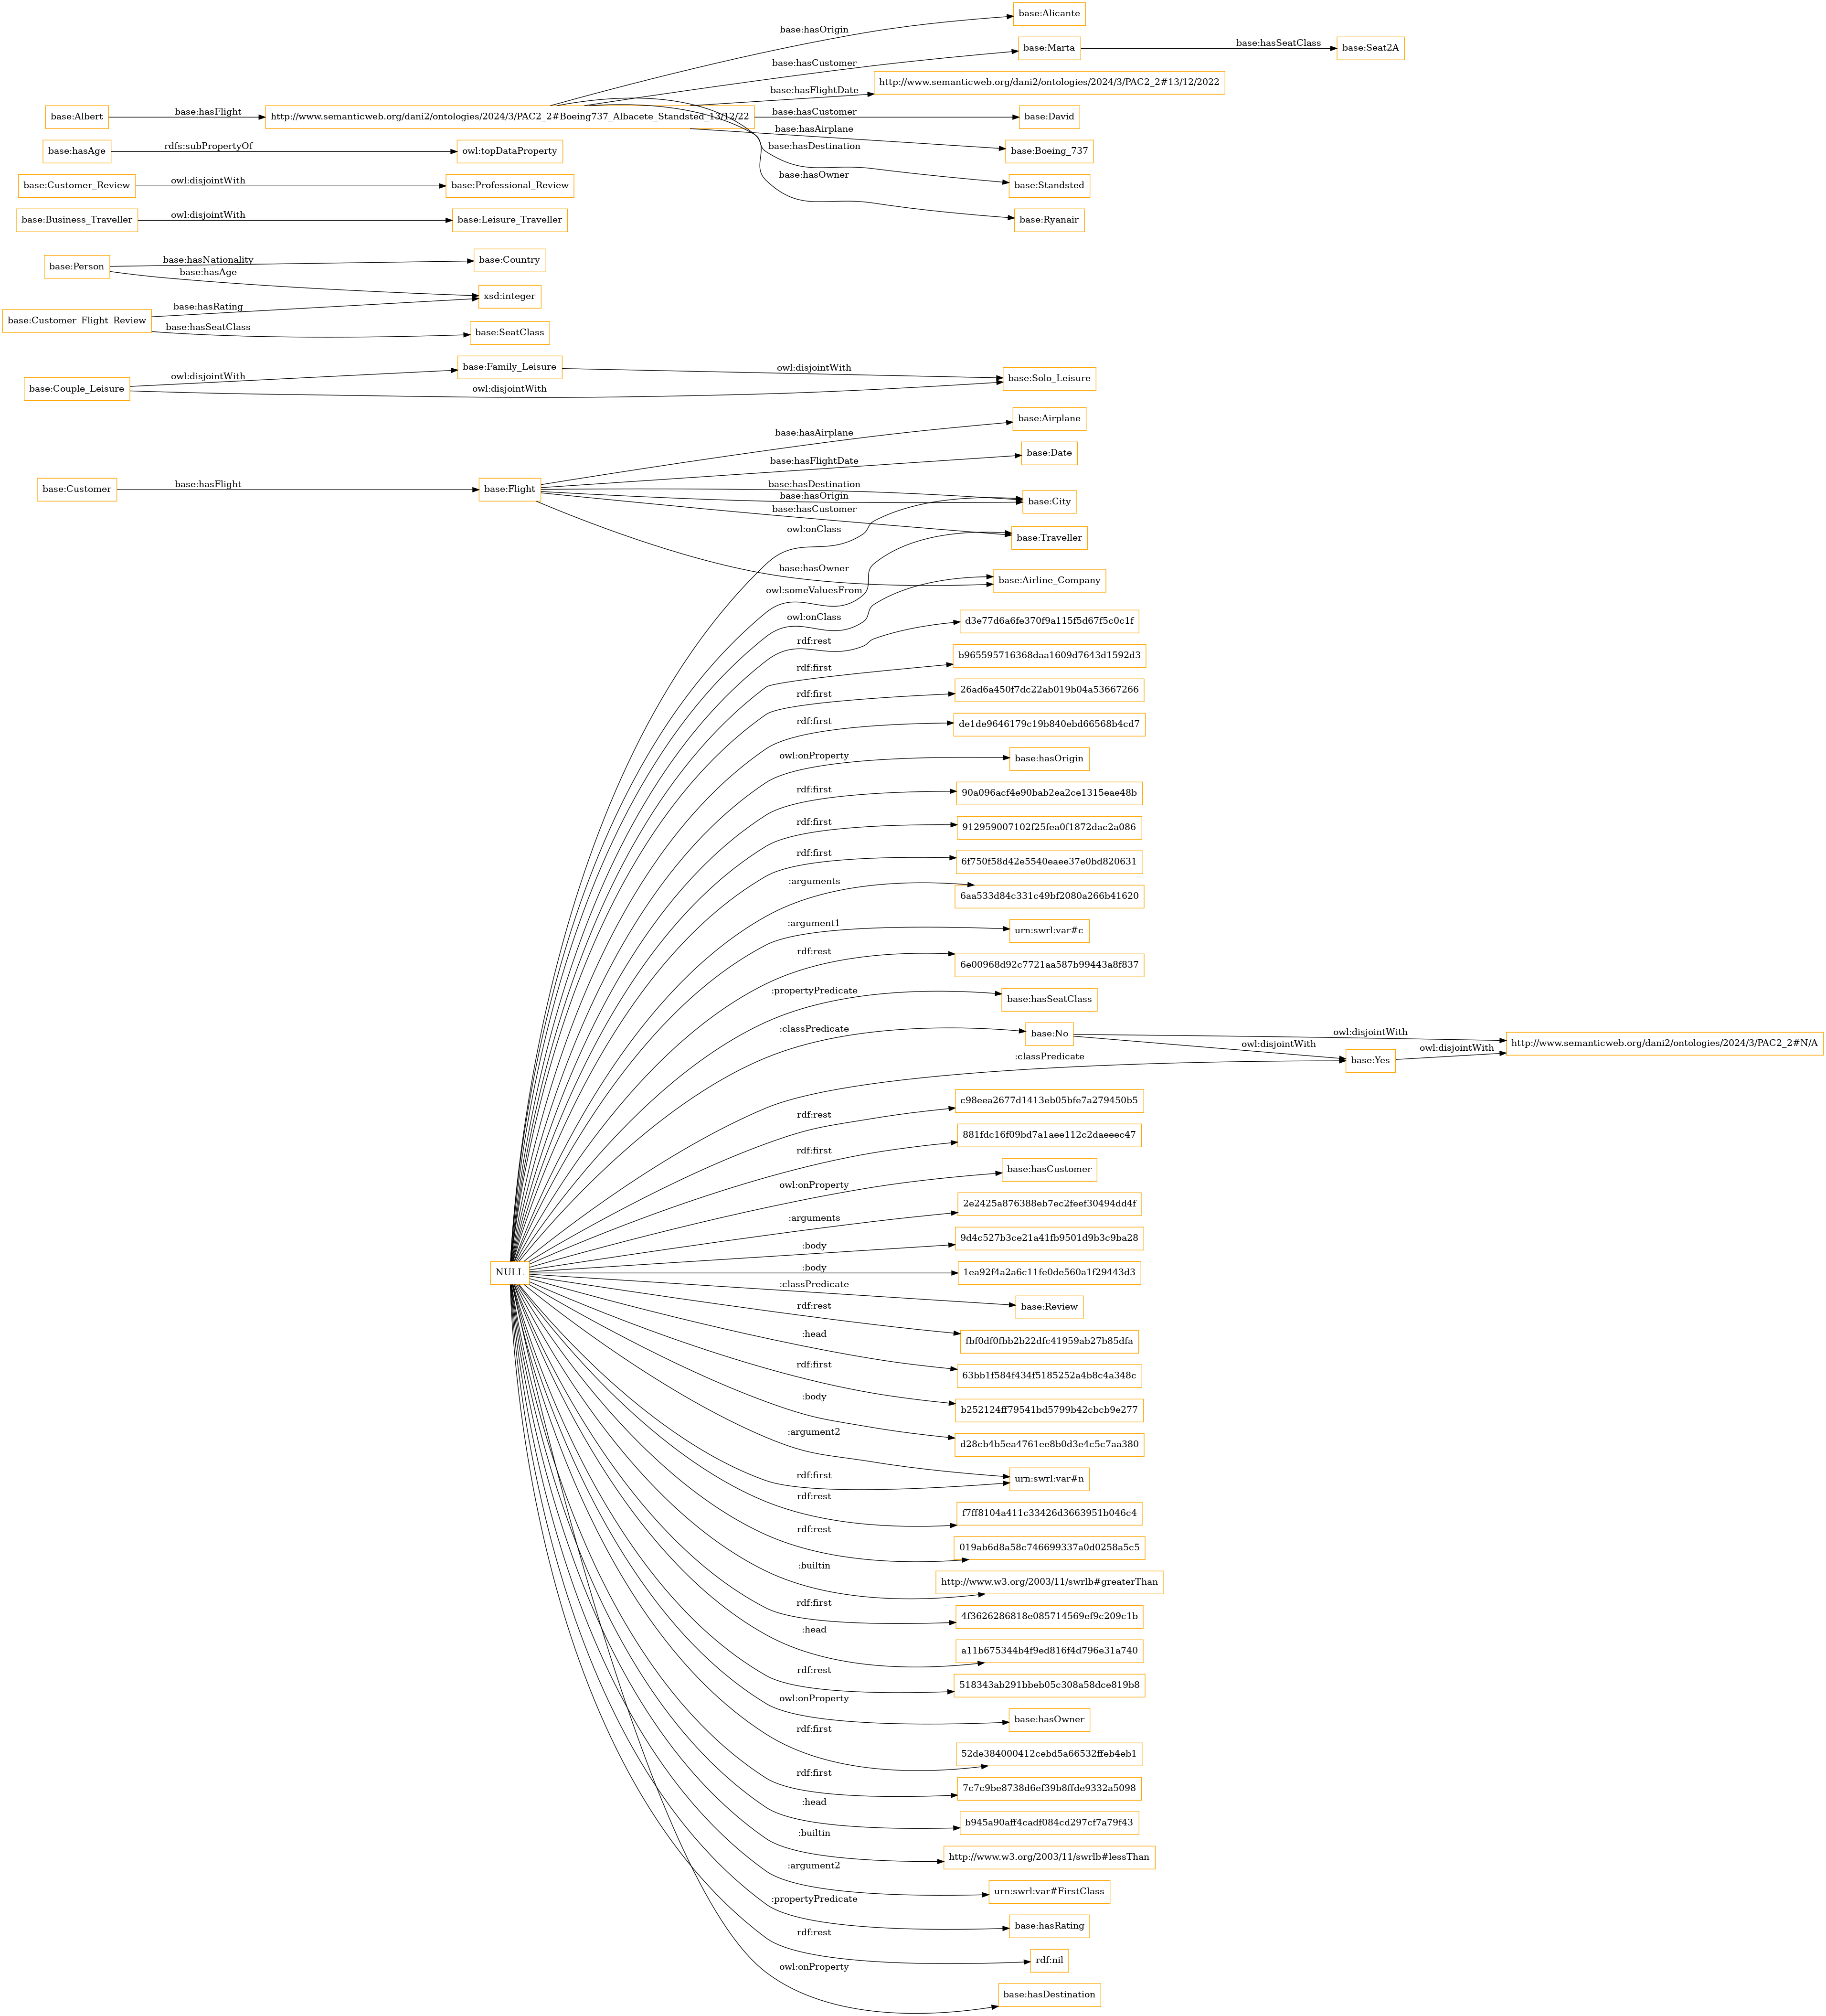 base:Alicante
base:hasOrigin
base:Marta
base:hasSeatClass
base:Seat2A
base:hasCustomer
http://www.semanticweb.org/dani2/ontologies/2024/3/PAC2_2#13/12/2022
base:hasFlightDate
base:Albert
base:hasFlight
http://www.semanticweb.org/dani2/ontologies/2024/3/PAC2_2#Boeing737_Albacete_Standsted_13/12/22
base:hasCustomer
base:David
base:hasAirplane
base:Boeing_737
base:hasAge
rdfs:subPropertyOf
owl:topDataProperty
base:hasDestination
base:Standsted
base:Customer_Review
owl:disjointWith
base:Professional_Review
base:hasOwner
base:Ryanair
base:Business_Traveller
owl:disjointWith
base:Leisure_Traveller
base:Person
base:hasNationality
base:Country
base:hasAge
xsd:integer
base:Customer_Flight_Review
base:hasRating
base:hasSeatClass
base:SeatClass
base:Couple_Leisure
owl:disjointWith
base:Family_Leisure
owl:disjointWith
base:Solo_Leisure
owl:disjointWith
base:Airplane
base:hasAirplane
base:Date
base:hasFlightDate
base:Customer
base:hasFlight
base:Flight
base:hasDestination
base:hasOrigin
base:City
base:hasCustomer
owl:onClass
base:Traveller
base:hasOwner
base:Airline_Company
owl:someValuesFrom
owl:onClass
d3e77d6a6fe370f9a115f5d67f5c0c1f
rdf:rest
b965595716368daa1609d7643d1592d3
rdf:first
26ad6a450f7dc22ab019b04a53667266
rdf:first
de1de9646179c19b840ebd66568b4cd7
rdf:first
owl:onProperty
base:hasOrigin
rdf:first
90a096acf4e90bab2ea2ce1315eae48b
rdf:first
912959007102f25fea0f1872dac2a086
rdf:first
6f750f58d42e5540eaee37e0bd820631
:arguments
6aa533d84c331c49bf2080a266b41620
:argument1
urn:swrl:var#c
rdf:rest
6e00968d92c7721aa587b99443a8f837
:propertyPredicate
base:hasSeatClass
:classPredicate
base:No
owl:disjointWith
owl:disjointWith
http://www.semanticweb.org/dani2/ontologies/2024/3/PAC2_2#N/A
:classPredicate
base:Yes
owl:disjointWith
rdf:rest
c98eea2677d1413eb05bfe7a279450b5
rdf:first
881fdc16f09bd7a1aee112c2daeeec47
owl:onProperty
base:hasCustomer
:arguments
2e2425a876388eb7ec2feef30494dd4f
:body
9d4c527b3ce21a41fb9501d9b3c9ba28
NULL
:body
1ea92f4a2a6c11fe0de560a1f29443d3
:classPredicate
base:Review
rdf:rest
fbf0df0fbb2b22dfc41959ab27b85dfa
:head
63bb1f584f434f5185252a4b8c4a348c
rdf:first
b252124ff79541bd5799b42cbcb9e277
:body
d28cb4b5ea4761ee8b0d3e4c5c7aa380
:argument2
rdf:first
urn:swrl:var#n
rdf:rest
f7ff8104a411c33426d3663951b046c4
rdf:rest
019ab6d8a58c746699337a0d0258a5c5
:builtin
http://www.w3.org/2003/11/swrlb#greaterThan
rdf:first
4f3626286818e085714569ef9c209c1b
:head
a11b675344b4f9ed816f4d796e31a740
rdf:rest
518343ab291bbeb05c308a58dce819b8
owl:onProperty
base:hasOwner
rdf:first
52de384000412cebd5a66532ffeb4eb1
rdf:first
7c7c9be8738d6ef39b8ffde9332a5098
:head
b945a90aff4cadf084cd297cf7a79f43
:builtin
http://www.w3.org/2003/11/swrlb#lessThan
:argument2
urn:swrl:var#FirstClass
:propertyPredicate
base:hasRating
rdf:rest
rdf:nil
owl:onProperty
base:hasDestination